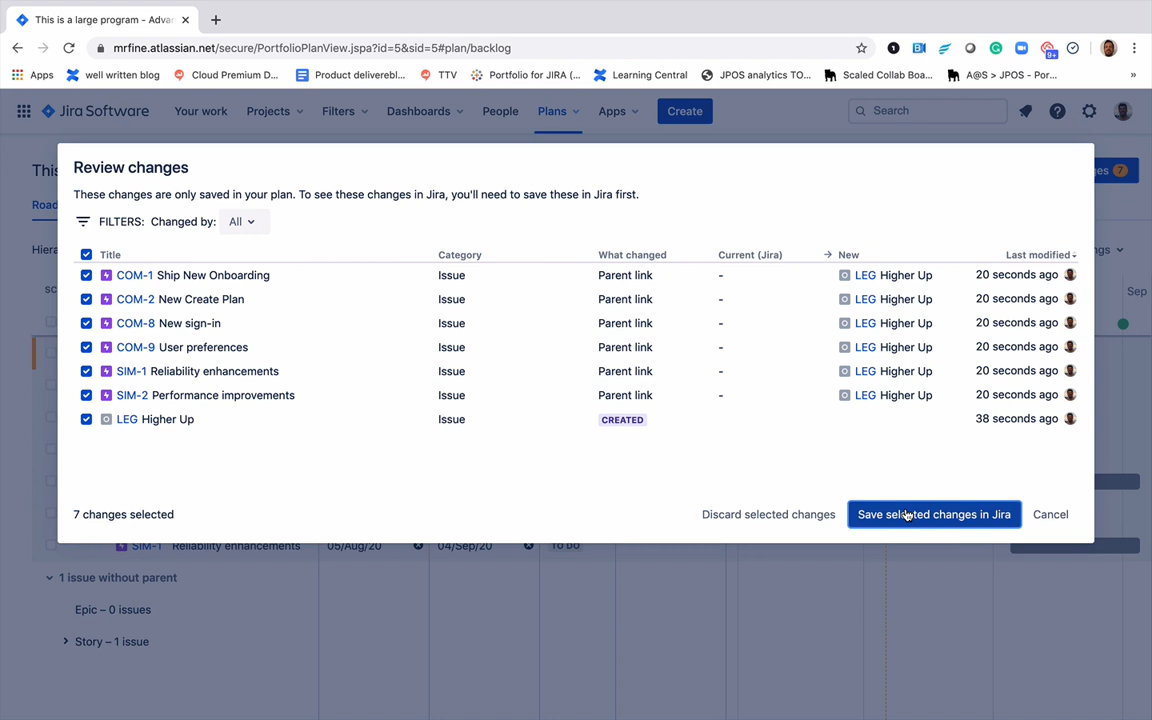 This is a large program - Adva
mrfine.atlassian.net/secure/PortfolioPlanView.jspa?id=5&sid=5#plan/backlog
9+
Apps well written blog Cloud Premium D... Product deliverebl... TTV Portfolio for JIRA (... Learning Central JPOS analytics TO... Scaled Collab Boa... A@S > JPOS - Por... »
Jira Software Your work Projects Filters Dashboards People Plans Apps Create Search
This
Review changes
ges 7
These changes are only saved in your plan. To see these changes in Jira, you'll need to save these in Jira first.
Road
FILTERS: Changed by: All
Hiera
ngs
Title Category What changed Current (Jira) → New Last modified
COM-1 Ship New Onboarding Issue Parent link - LEG Higher Up 20 seconds ago
sc
Sep
COM-2 New Create Plan Issue Parent link - LEG Higher Up 20 seconds ago
COM-8 New sign-in Issue Parent link - LEG Higher Up 20 seconds ago
COM-9 User preferences Issue Parent link - LEG Higher Up 20 seconds ago
SIM-1 Reliability enhancements Issue Parent link - LEG Higher Up 20 seconds ago
SIM-2 Performance improvements Issue Parent link - LEG Higher Up 20 seconds ago
LEG Higher Up Issue CREATED 38 seconds ago
7 changes selected Discard selected changes Save selected changes in Jira Cancel
SIM-1 Reliability enhancements 05/Aug/20 04/Sep/20 TO DO
1 issue without parent
Epic – 0 issues
Story – 1 issue